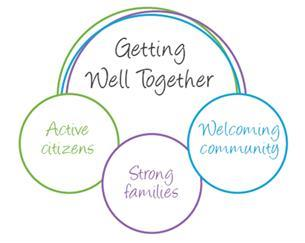 Getting
Well Together
Active
citizens
Strong
families
Welcoming
community